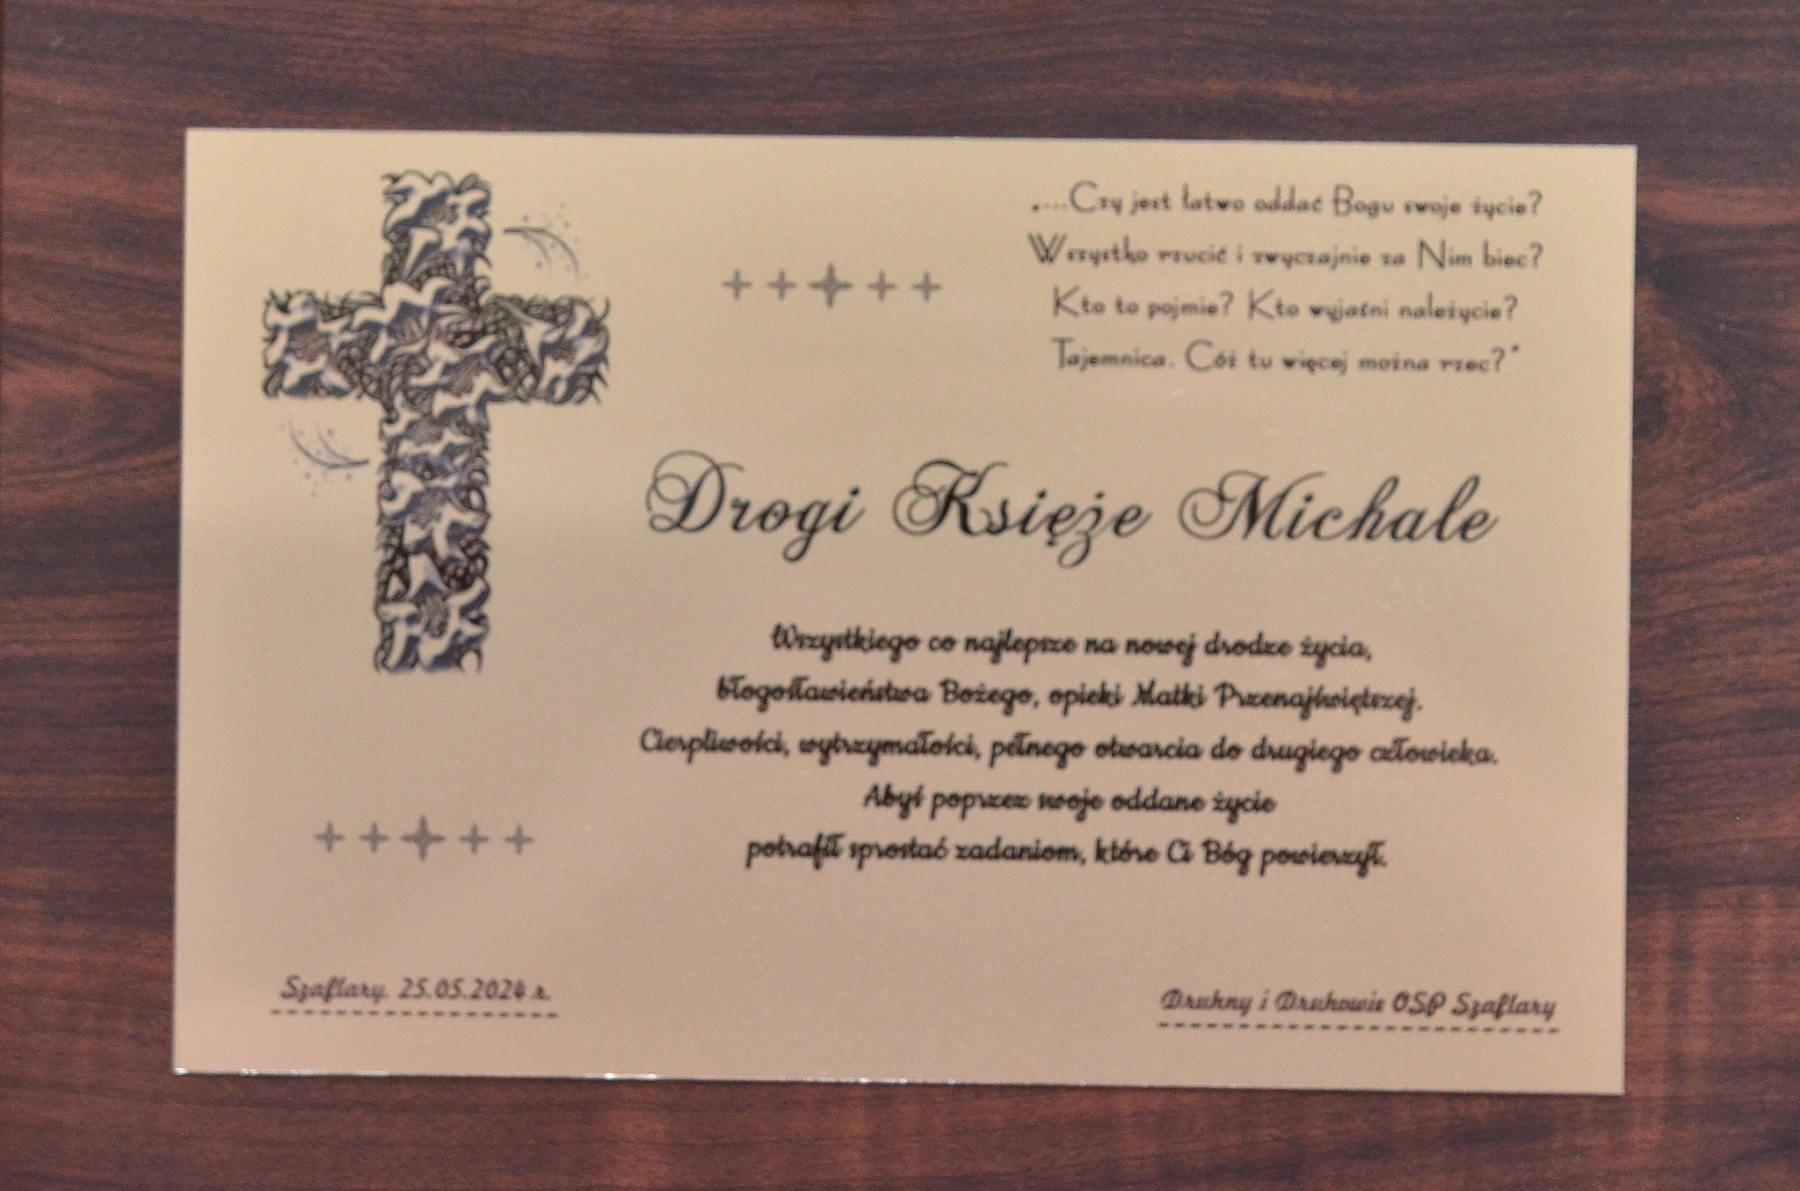 „....Czy jest łatwo oddać Bogu swoje życie?
Wszystko rzucić i zwyczajnie za Nim biec?
Kto to pojmie? Kto wyjaśni należycie?
Tajemnica. Cóż tu więcej można rzec?"
Drogi Księże Michale
Wszystkiego co najlepsze na nowej drodze życia,
błogosławieństwa Bożego, opieki Matki Przenajświętszej.
Cierpliwości, wytrzymałości, pełnego otwarcia do drugiego człowieka.
Abyś poprzez swoje oddane życie
potrafił sprostać zadaniom, które Ci Bóg powierzył.
Szaflary. 25.05.2024 r.
Druhny i Druhowie OSP Szaflary